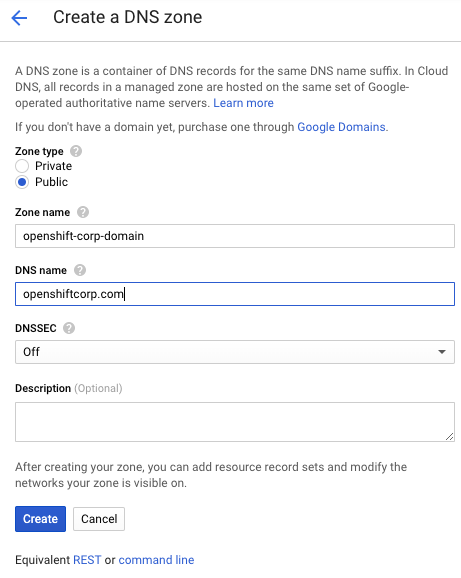 Create a DNS zone
A DNS zone is a container of DNS records for the same DNS name suffix. In Cloud
DNS, all records in a managed zone are hosted on the same set of Google-
operated authoritative name servers. Learn more
If you don't have a domain yet, purchase one through Google Domains.
Zone type ?
Private
Public
Zone name ?
openshift-corp-domain
DNS name ?
openshiftcorp.com
DNSSEC ?
Off
Description (Optional)
After creating your zone, you can add resource record sets and modify the
networks your zone is visible on.
Create Cancel
Equivalent REST or command line